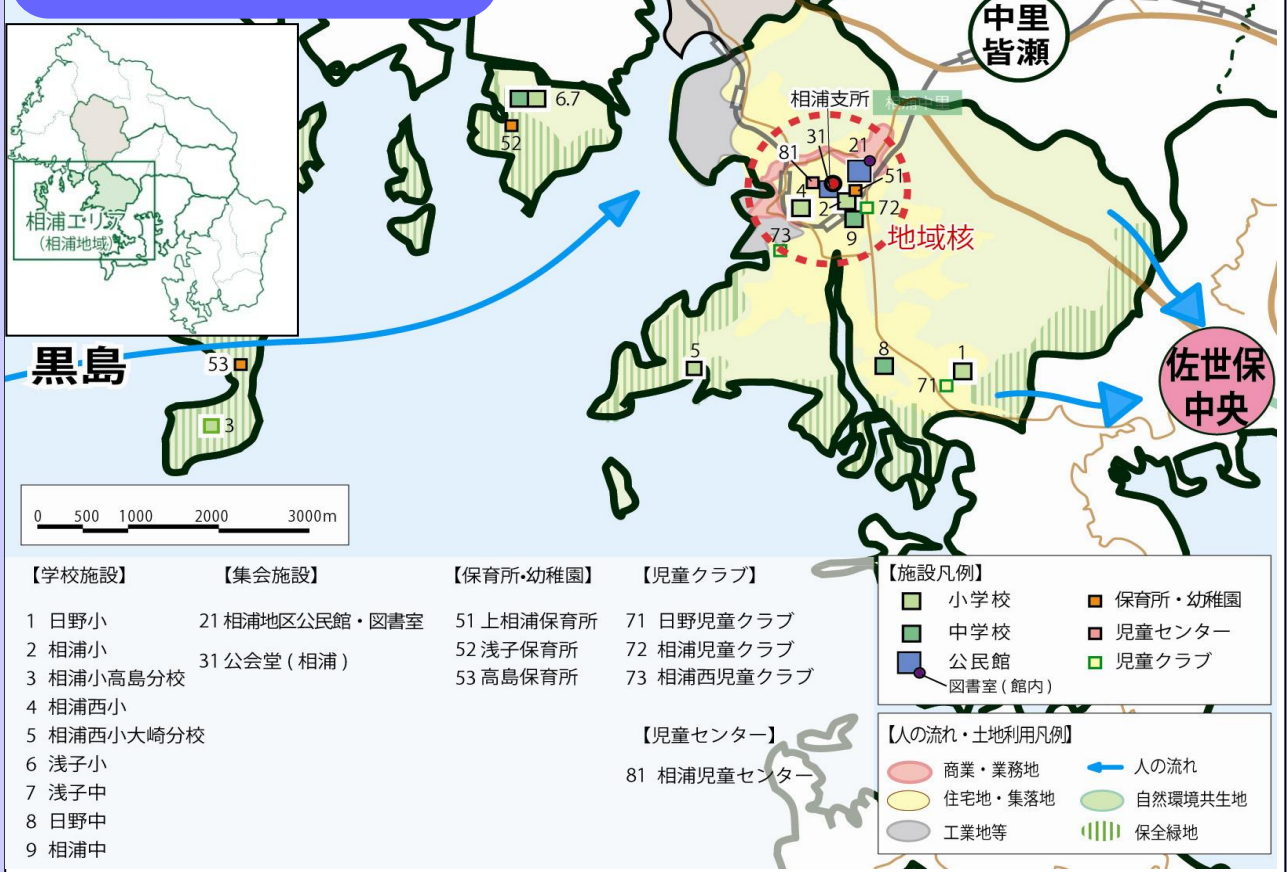 中里
皆瀬
相浦支所
相浦中里
6.7
52
31
81
21
51
4
2
72
9
73
地域核
相浦エリア
(相浦地域)
黒島
53
3
5
8
1
71
佐世保
中央
0 500 1000 2000 3000m
【学校施設】
1 日野小
2 相浦小
3 相浦小高島分校
4 相浦西小
5 相浦西小大崎分校
6 浅子小
7 浅子中
8 日野中
9 相浦中
【集会施設】
21 相浦地区公民館・図書室
31 公会堂 ( 相浦 )
【保育所・幼稚園】
51 上相浦保育所
52 浅子保育所
53 高島保育所
【児童クラブ】
71 日野児童クラブ
72 相浦児童クラブ
73 相浦西児童クラブ
【児童センター】
81 相浦児童センター
【施設凡例】
小学校
中学校
公民館
図書室 ( 館内 )
保育所・幼稚園
児童センター
児童クラブ
【人の流れ・土地利用凡例】
商業・業務地
住宅地・集落地
工業地等
人の流れ
自然環境共生地
保全緑地